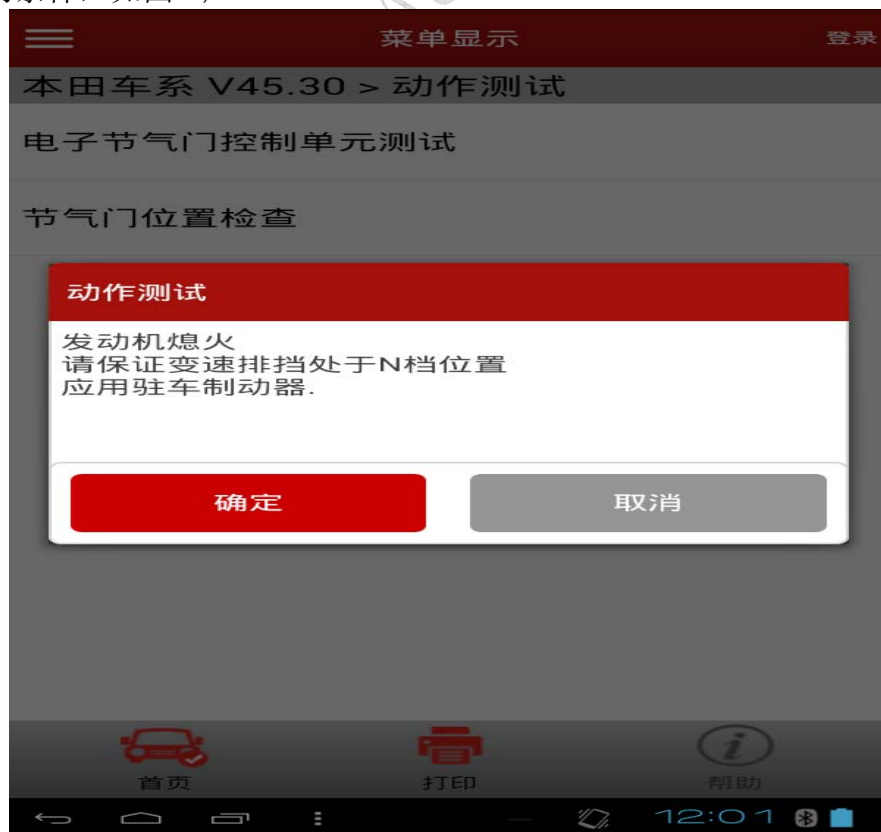 菜单显示
登录
本田车系 V45.30 > 动作测试
电子节气门控制单元测试
节气门位置检查
动作测试
发动机熄火
请保证变速排挡处于N档位置
应用驻车制动器.
确定
取消
首页
打印
帮助
12:01